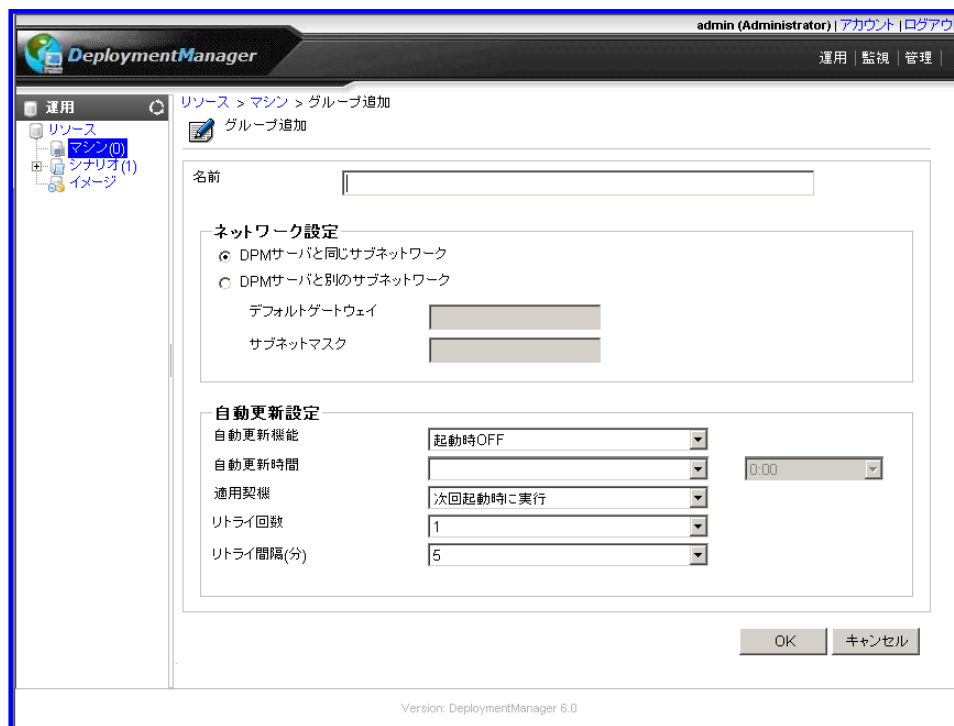 admin (Administrator) | アカウント | ログアウ
DeploymentManager
運用 | 監視 | 管理 |
運用
リソース
マシン(0)
シナリオ(1)
イメージ
リソース > マシン > グループ追加
グループ追加
名前
ネットワーク設定
DPMサーバと同じサブネットワーク
DPMサーバと別のサブネットワーク
デフォルトゲートウェイ
サブネットマスク
自動更新設定
自動更新機能 起動時OFF
自動更新時間 0:00
適用契機 次回起動時に実行
リトライ回数 1
リトライ間隔(分) 5
OK キャンセル
Version: DeploymentManager 6.0